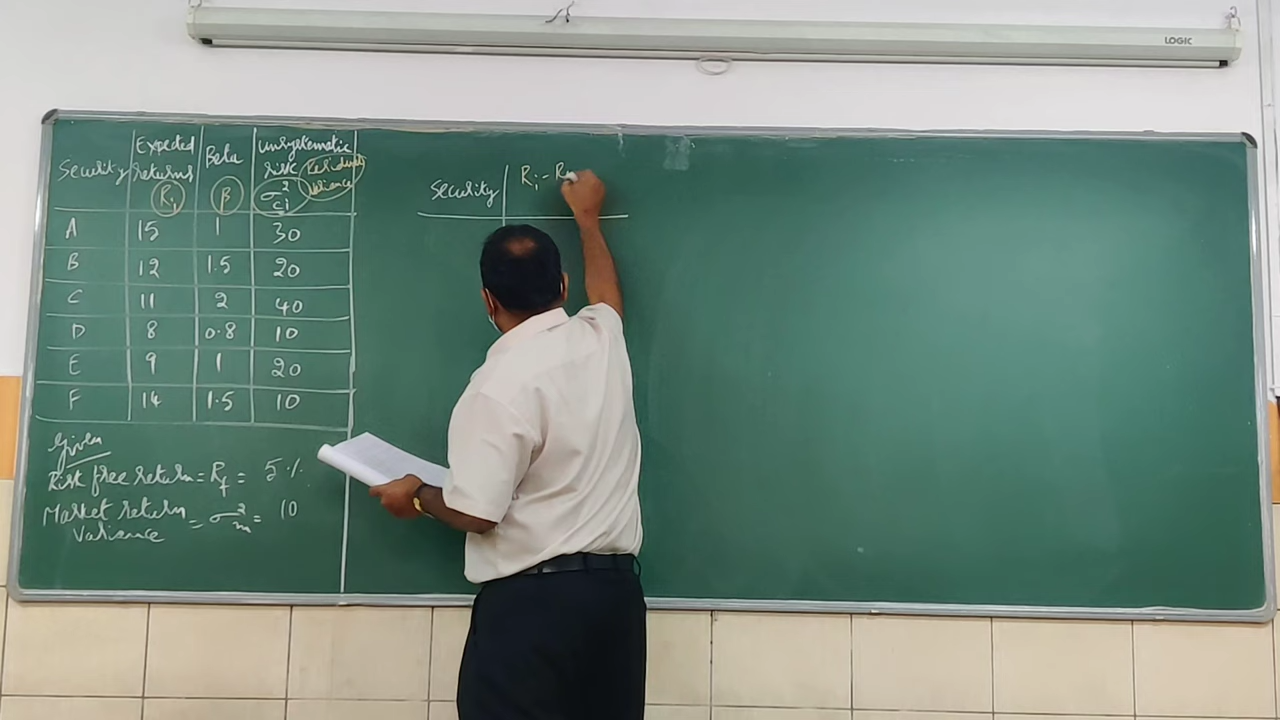 LOGIC
Security | Expected returns Ri | Beta β | Unsystematic risk σ²ci Residual variance
A | 15 | 1 | 30
B | 12 | 1.5 | 20
C | 11 | 2 | 40
D | 8 | 0.8 | 10
E | 9 | 1 | 20
F | 14 | 1.5 | 10
Given
Risk free return = Rf = 5%
Market return = σ²m = 10
Variance
Security | Ri - R